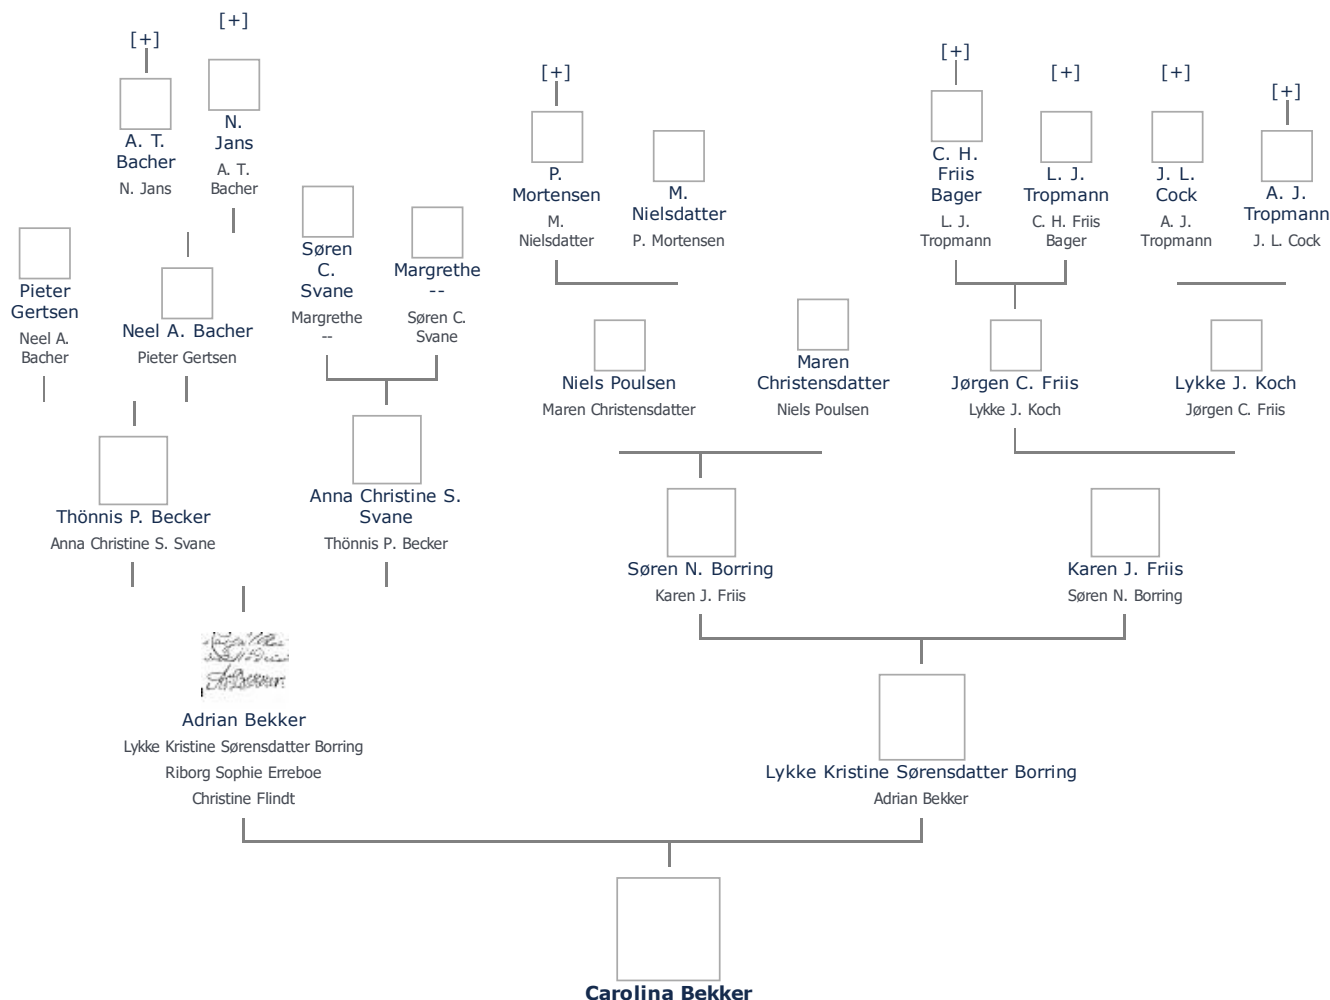 [+]
[+]
A. T.
Bacher
N. Jans
N.
Jans
A. T.
Bacher
Pieter
Gertsen
Neel A.
Bacher
Neel A. Bacher
Pieter Gertsen
Søren
C.
Svane
Margrethe
--
Margrethe
--
Søren C.
Svane
[+]
P.
Mortensen
M.
Nielsdatter
M.
Nielsdatter
P. Mortensen
[+]
C. H.
Friis
Bager
L. J.
Tropmann
[+]
L. J.
Tropmann
C. H. Friis
Bager
[+]
J. L.
Cock
A. J.
Tropmann
[+]
A. J.
Tropmann
J. L. Cock
Niels Poulsen
Maren Christensdatter
Maren
Christensdatter
Niels Poulsen
Jørgen C. Friis
Lykke J. Koch
Lykke J. Koch
Jørgen C. Friis
Thönnis P. Becker
Anna Christine S. Svane
Anna Christine S.
Svane
Thönnis P. Becker
Søren N. Borring
Karen J. Friis
Karen J. Friis
Søren N. Borring
Adrian Bekker
Lykke Kristine Sørensdatter Borring
Riborg Sophie Erreboe
Christine Flindt
Lykke Kristine Sørensdatter Borring
Adrian Bekker
Carolina Bekker